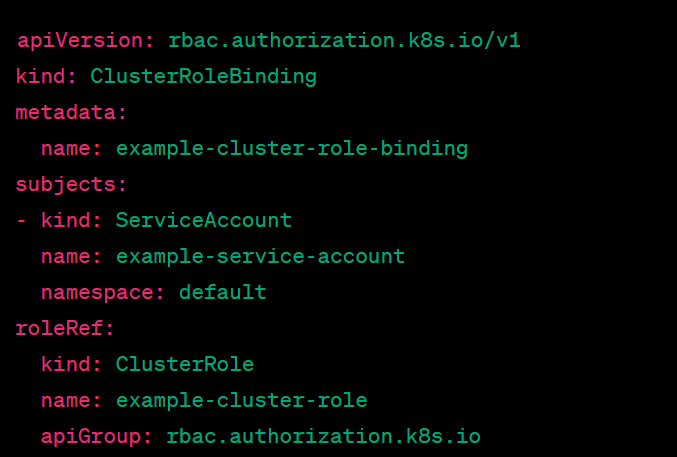 apiVersion: rbac.authorization.k8s.io/v1
kind: ClusterRoleBinding
metadata:
  name: example-cluster-role-binding
subjects:
- kind: ServiceAccount
  name: example-service-account
  namespace: default
roleRef:
  kind: ClusterRole
  name: example-cluster-role
  apiGroup: rbac.authorization.k8s.io